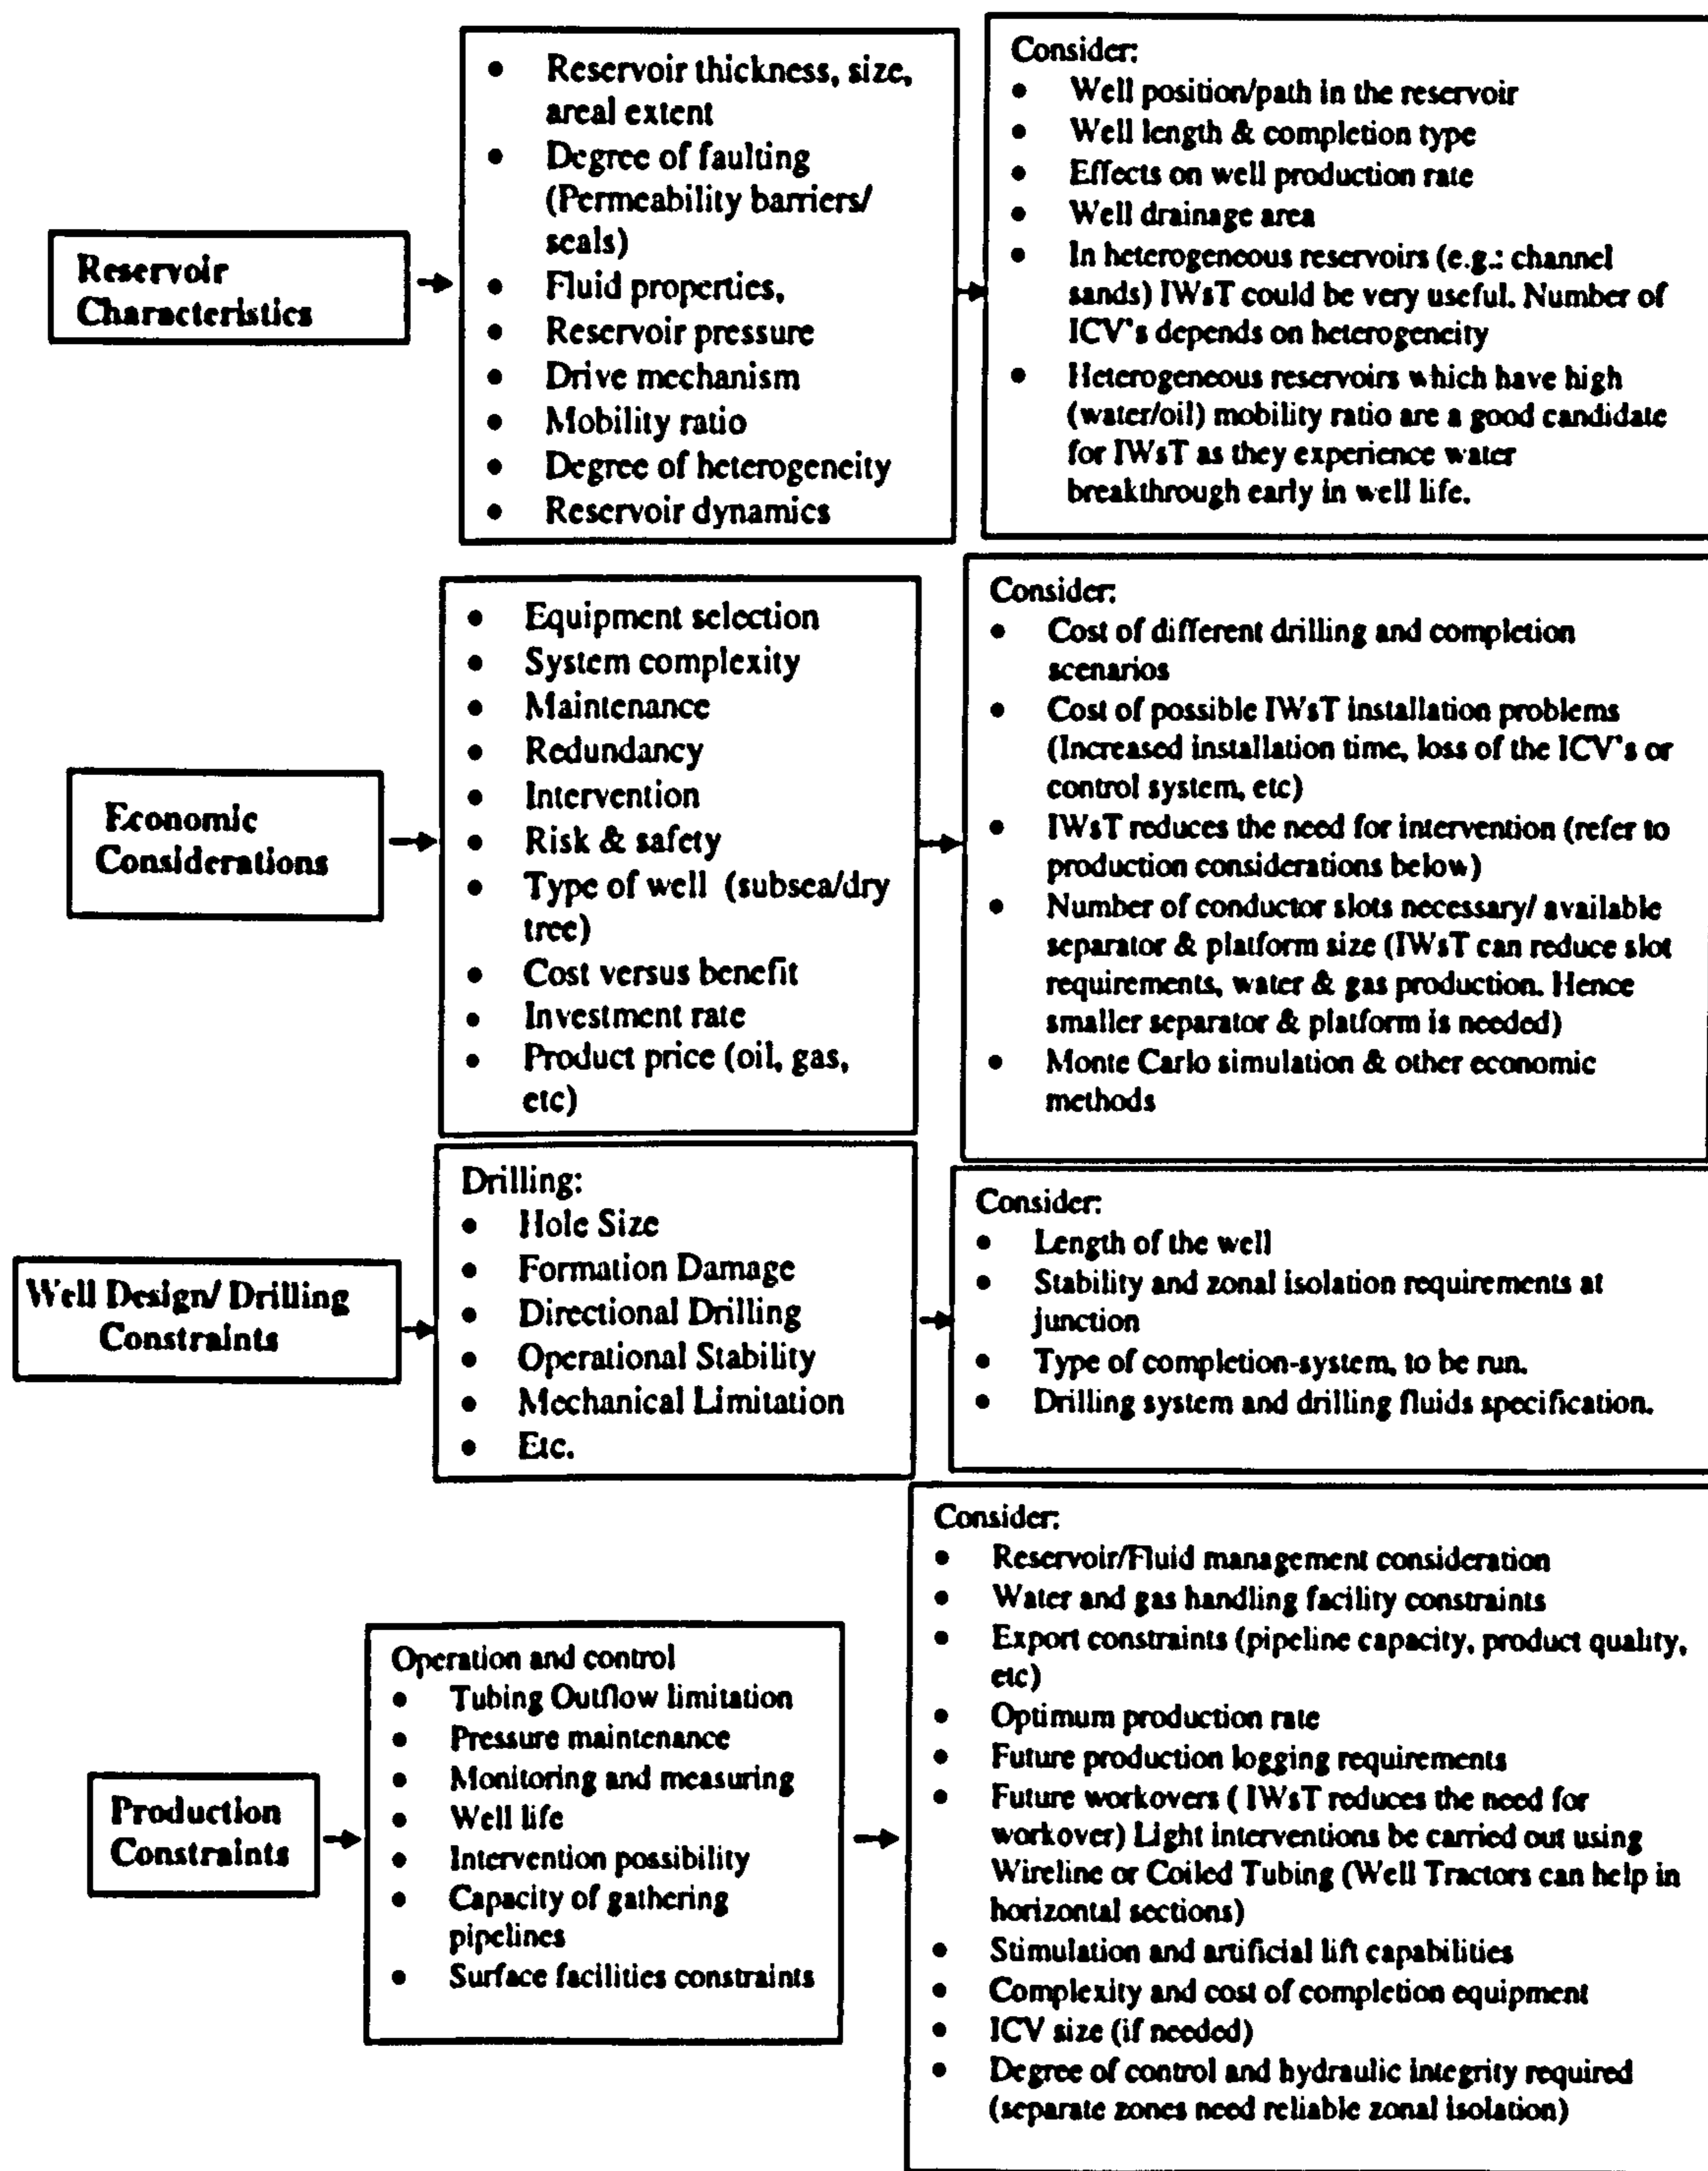 Reservoir
Characteristics
• Reservoir thickness, size,
areal extent
• Degree of faulting
(Permeability barriers/
seals)
• Fluid properties,
• Reservoir pressure
• Drive mechanism
• Mobility ratio
• Degree of heterogeneity
• Reservoir dynamics
Consider:
• Well position/path in the reservoir
• Well length & completion type
• Effects on well production rate
• Well drainage area
• In heterogeneous reservoirs (e.g.: channel
sands) IWsT could be very useful. Number of
ICV's depends on heterogeneity
• Heterogeneous reservoirs which have high
(water/oil) mobility ratio are a good candidate
for IWsT as they experience water
breakthrough early in well life.
Economic
Considerations
• Equipment selection
• System complexity
• Maintenance
• Redundancy
• Intervention
• Risk & safety
• Type of well (subsea/dry
tree)
• Cost versus benefit
• Investment rate
• Product price (oil, gas,
etc)
Consider:
• Cost of different drilling and completion
scenarios
• Cost of possible IWsT installation problems
(Increased installation time, loss of the ICV's or
control system, etc)
• IWsT reduces the need for intervention (refer to
production considerations below)
• Number of conductor slots necessary/ available
separator & platform size (IWsT can reduce slot
requirements, water & gas production. Hence
smaller separator & platform is needed)
• Monte Carlo simulation & other economic
methods
Well Design/ Drilling
Constraints
Drilling:
• Hole Size
• Formation Damage
• Directional Drilling
• Operational Stability
• Mechanical Limitation
• Etc.
Consider:
• Length of the well
• Stability and zonal isolation requirements at
junction
• Type of completion-system, to be run.
• Drilling system and drilling fluids specification.
Production
Constraints
Operation and control
• Tubing Outflow limitation
• Pressure maintenance
• Monitoring and measuring
• Well life
• Intervention possibility
• Capacity of gathering
pipelines
• Surface facilities constraints
Consider:
• Reservoir/Fluid management consideration
• Water and gas handling facility constraints
• Export constraints (pipeline capacity, product quality,
etc)
• Optimum production rate
• Future production logging requirements
• Future workovers ( IWsT reduces the need for
workover) Light interventions be carried out using
Wireline or Coiled Tubing (Well Tractors can help in
horizontal sections)
• Stimulation and artificial lift capabilities
• Complexity and cost of completion equipment
• ICV size (if needed)
• Degree of control and hydraulic integrity required
(separate zones need reliable zonal isolation)